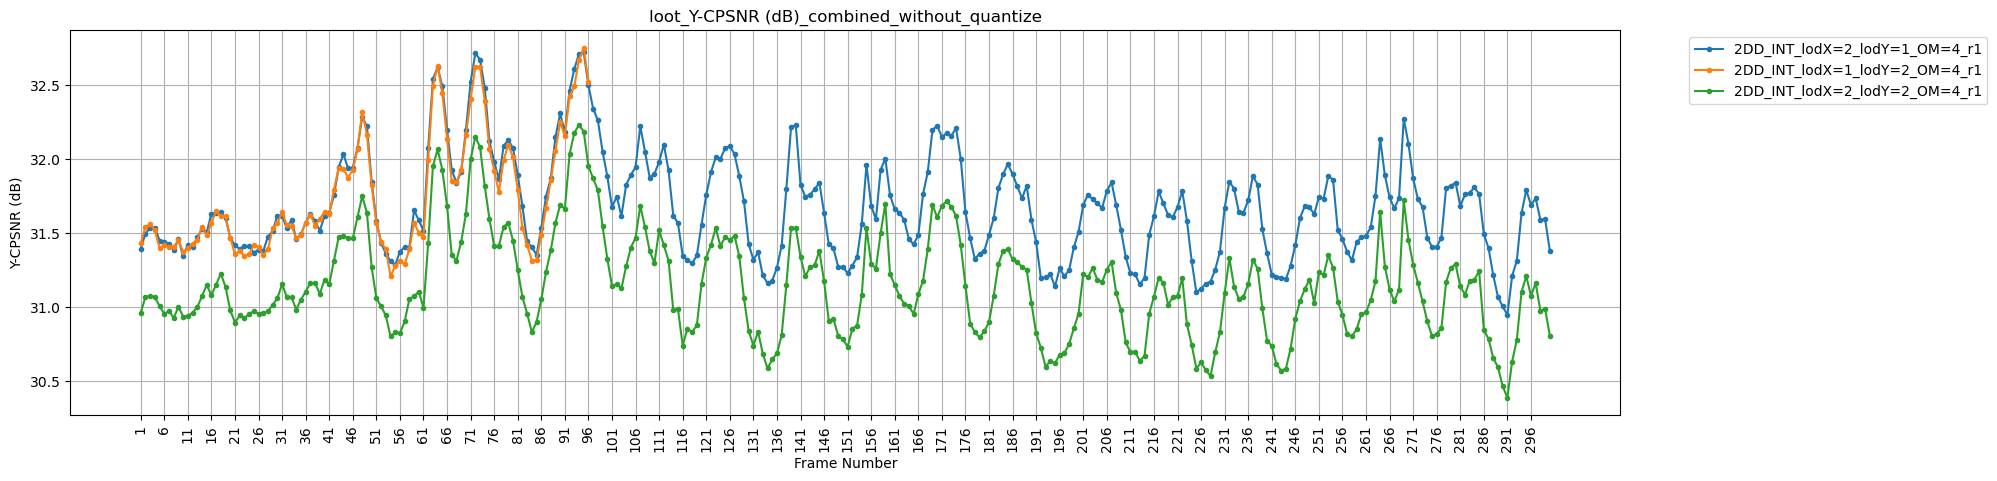 loot_Y-CPSNR (dB)_combined_without_quantize
2DD_INT_lodX=2_lodY=1_OM=4_r1
2DD_INT_lodX=1_lodY=2_OM=4_r1
2DD_INT_lodX=2_lodY=2_OM=4_r1
Y-CPSNR (dB)
32.5
32.0
31.5
31.0
30.5
1 6 11 16 21 26 31 36 41 46 51 56 61 66 71 76 81 86 91 96 101 106 111 116 121 126 131 136 141 146 151 156 161 166 171 176 181 186 191 196 201 206 211 216 221 226 231 236 241 246 251 256 261 266 271 276 281 286 291 296
Frame Number